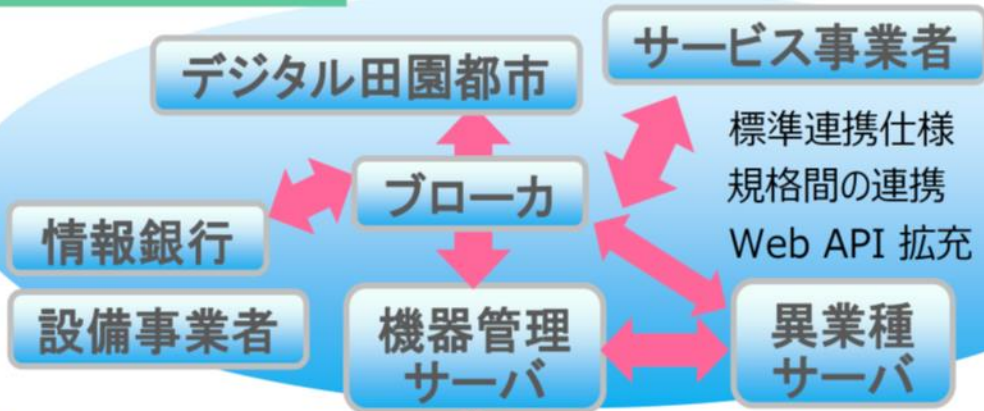 デジタル田園都市
サービス事業者
標準連携仕様
規格間の連携
Web API 拡充
ブローカ
情報銀行
設備事業者
機器管理
サーバ
異業種
サーバ